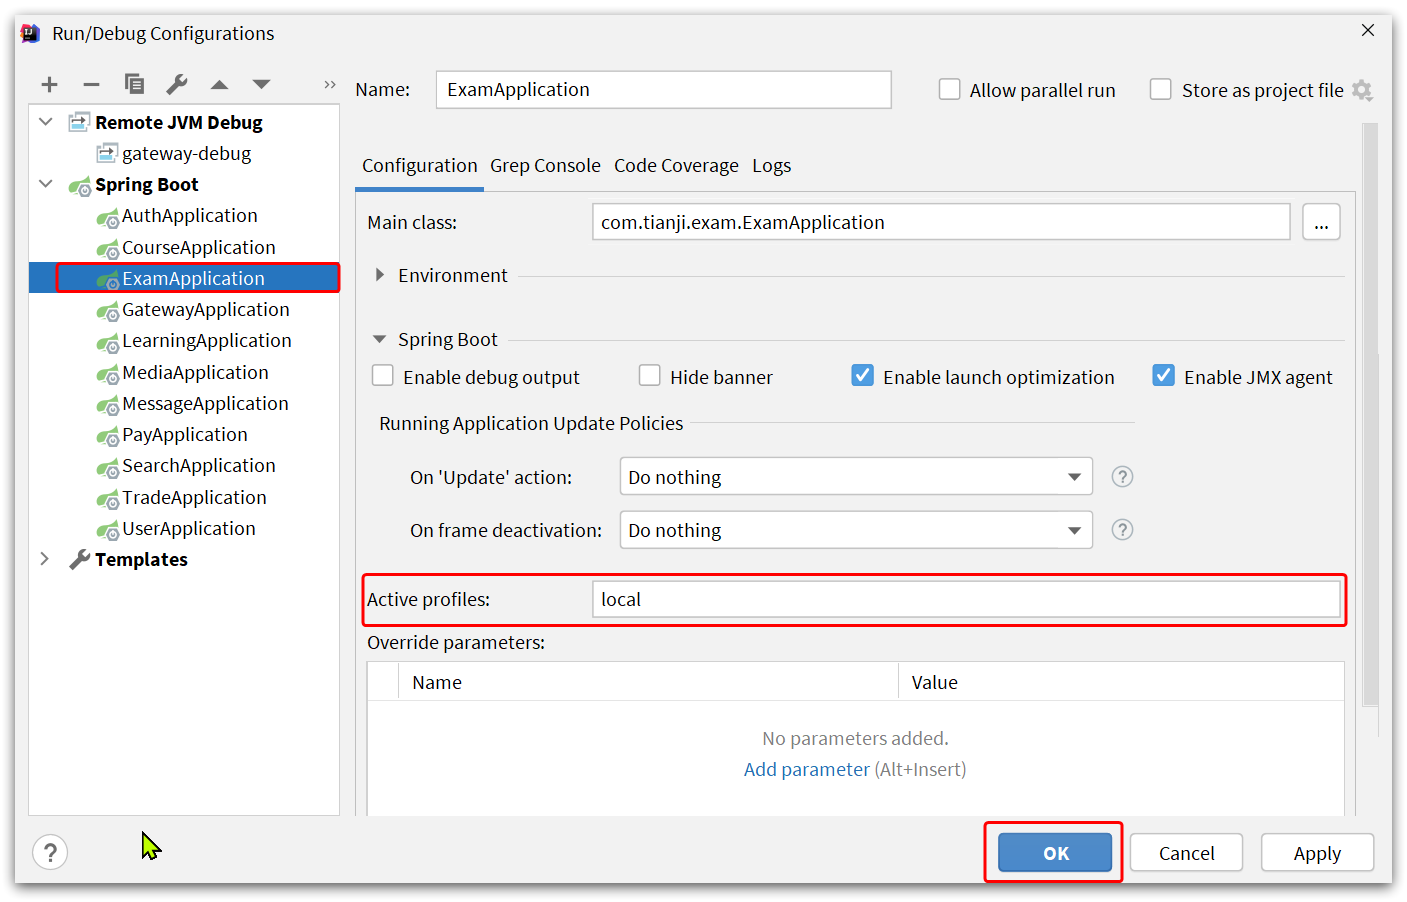 Run/Debug Configurations
Name: ExamApplication Allow parallel run Store as project file
Remote JVM Debug
gateway-debug
Spring Boot
AuthApplication
CourseApplication
ExamApplication
GatewayApplication
LearningApplication
MediaApplication
MessageApplication
PayApplication
SearchApplication
TradeApplication
UserApplication
Templates
Configuration Grep Console Code Coverage Logs
Main class: com.tianji.exam.ExamApplication ...
Environment
Spring Boot
Enable debug output Hide banner Enable launch optimization Enable JMX agent
Running Application Update Policies
On 'Update' action: Do nothing ?
On frame deactivation: Do nothing ?
Active profiles: local
Override parameters:
Name Value
No parameters added.
Add parameter (Alt+Insert)
? OK Cancel Apply